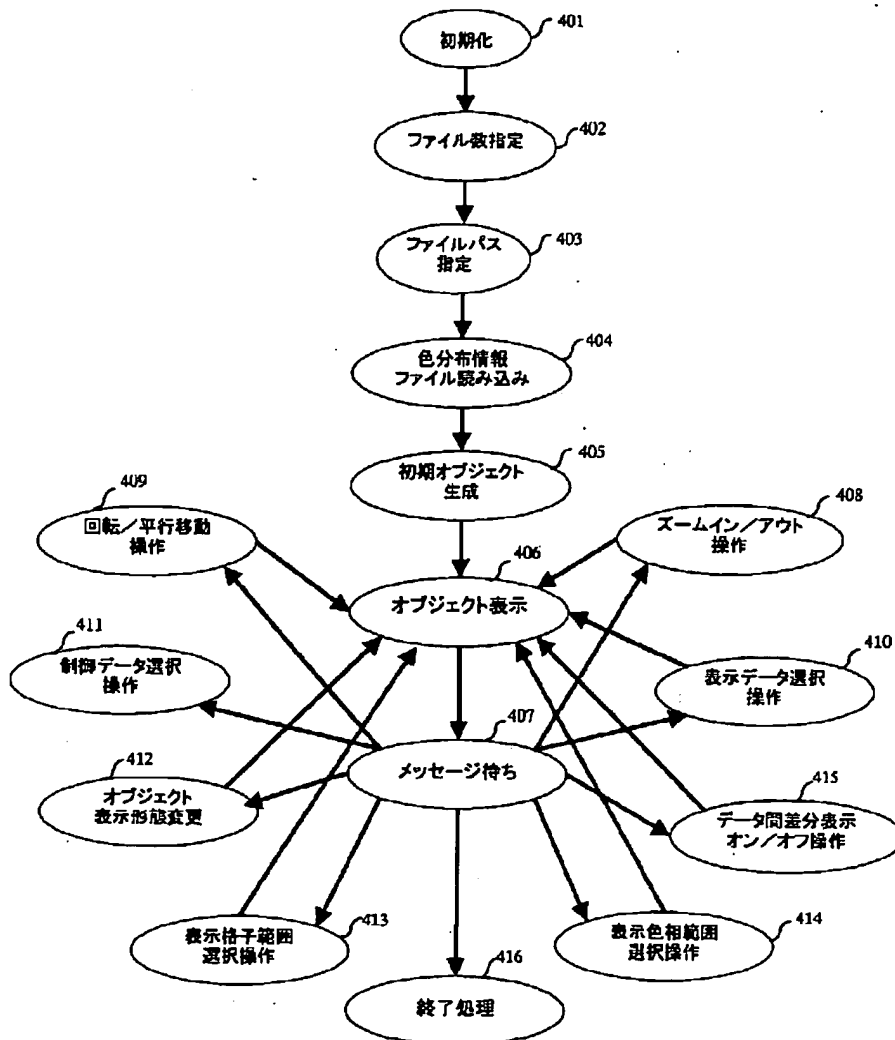 初期化
401
ファイル数指定
402
ファイルパス
指定
403
色分布情報
ファイル読み込み
404
初期オブジェクト
生成
405
409
回転／平行移動
操作
ズームイン／アウト
操作
408
406
オブジェクト表示
411
制御データ選択
操作
表示データ選択
操作
410
407
メッセージ待ち
412
オブジェクト
表示形態変更
415
データ間差分表示
オン／オフ操作
表示格子範囲
選択操作
413
表示色相範囲
選択操作
414
416
終了処理